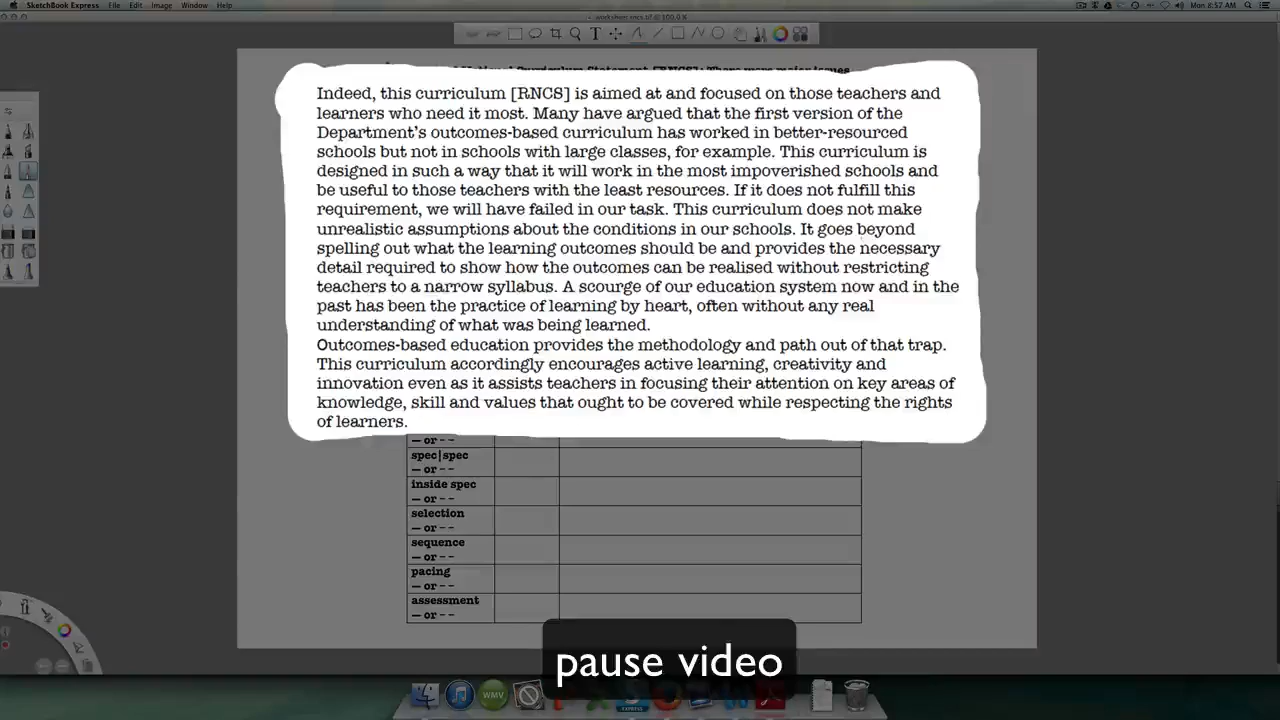 SketchBook Express File Edit Image Window Help Mon 8:57 AM
Indeed, this curriculum [RNCS] is aimed at and focused on those teachers and
learners who need it most. Many have argued that the first version of the
Department's outcomes-based curriculum has worked in better-resourced
schools but not in schools with large classes, for example. This curriculum is
designed in such a way that it will work in the most impoverished schools and
be useful to those teachers with the least resources. If it does not fulfill this
requirement, we will have failed in our task. This curriculum does not make
unrealistic assumptions about the conditions in our schools. It goes beyond
spelling out what the learning outcomes should be and provides the necessary
detail required to show how the outcomes can be realised without restricting
teachers to a narrow syllabus. A scourge of our education system now and in the
past has been the practice of learning by heart, often without any real
understanding of what was being learned.
Outcomes-based education provides the methodology and path out of that trap.
This curriculum accordingly encourages active learning, creativity and
innovation even as it assists teachers in focusing their attention on key areas of
knowledge, skill and values that ought to be covered while respecting the rights
of learners.
— or - -
spec|spec
— or - -
inside spec
— or - -
selection
— or - -
sequence
— or - -
pacing
— or - -
assessment
— or - -
pause video
WMV